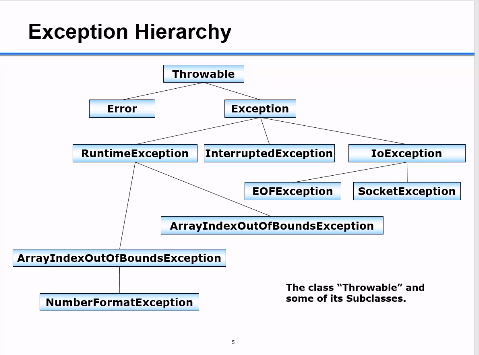 Exception Hierarchy
Throwable
Error
Exception
RuntimeException
InterruptedException
IoException
EOFException
SocketException
ArrayIndexOutOfBoundsException
ArrayIndexOutOfBoundsException
NumberFormatException
The class “Throwable” and
some of its Subclasses.
5